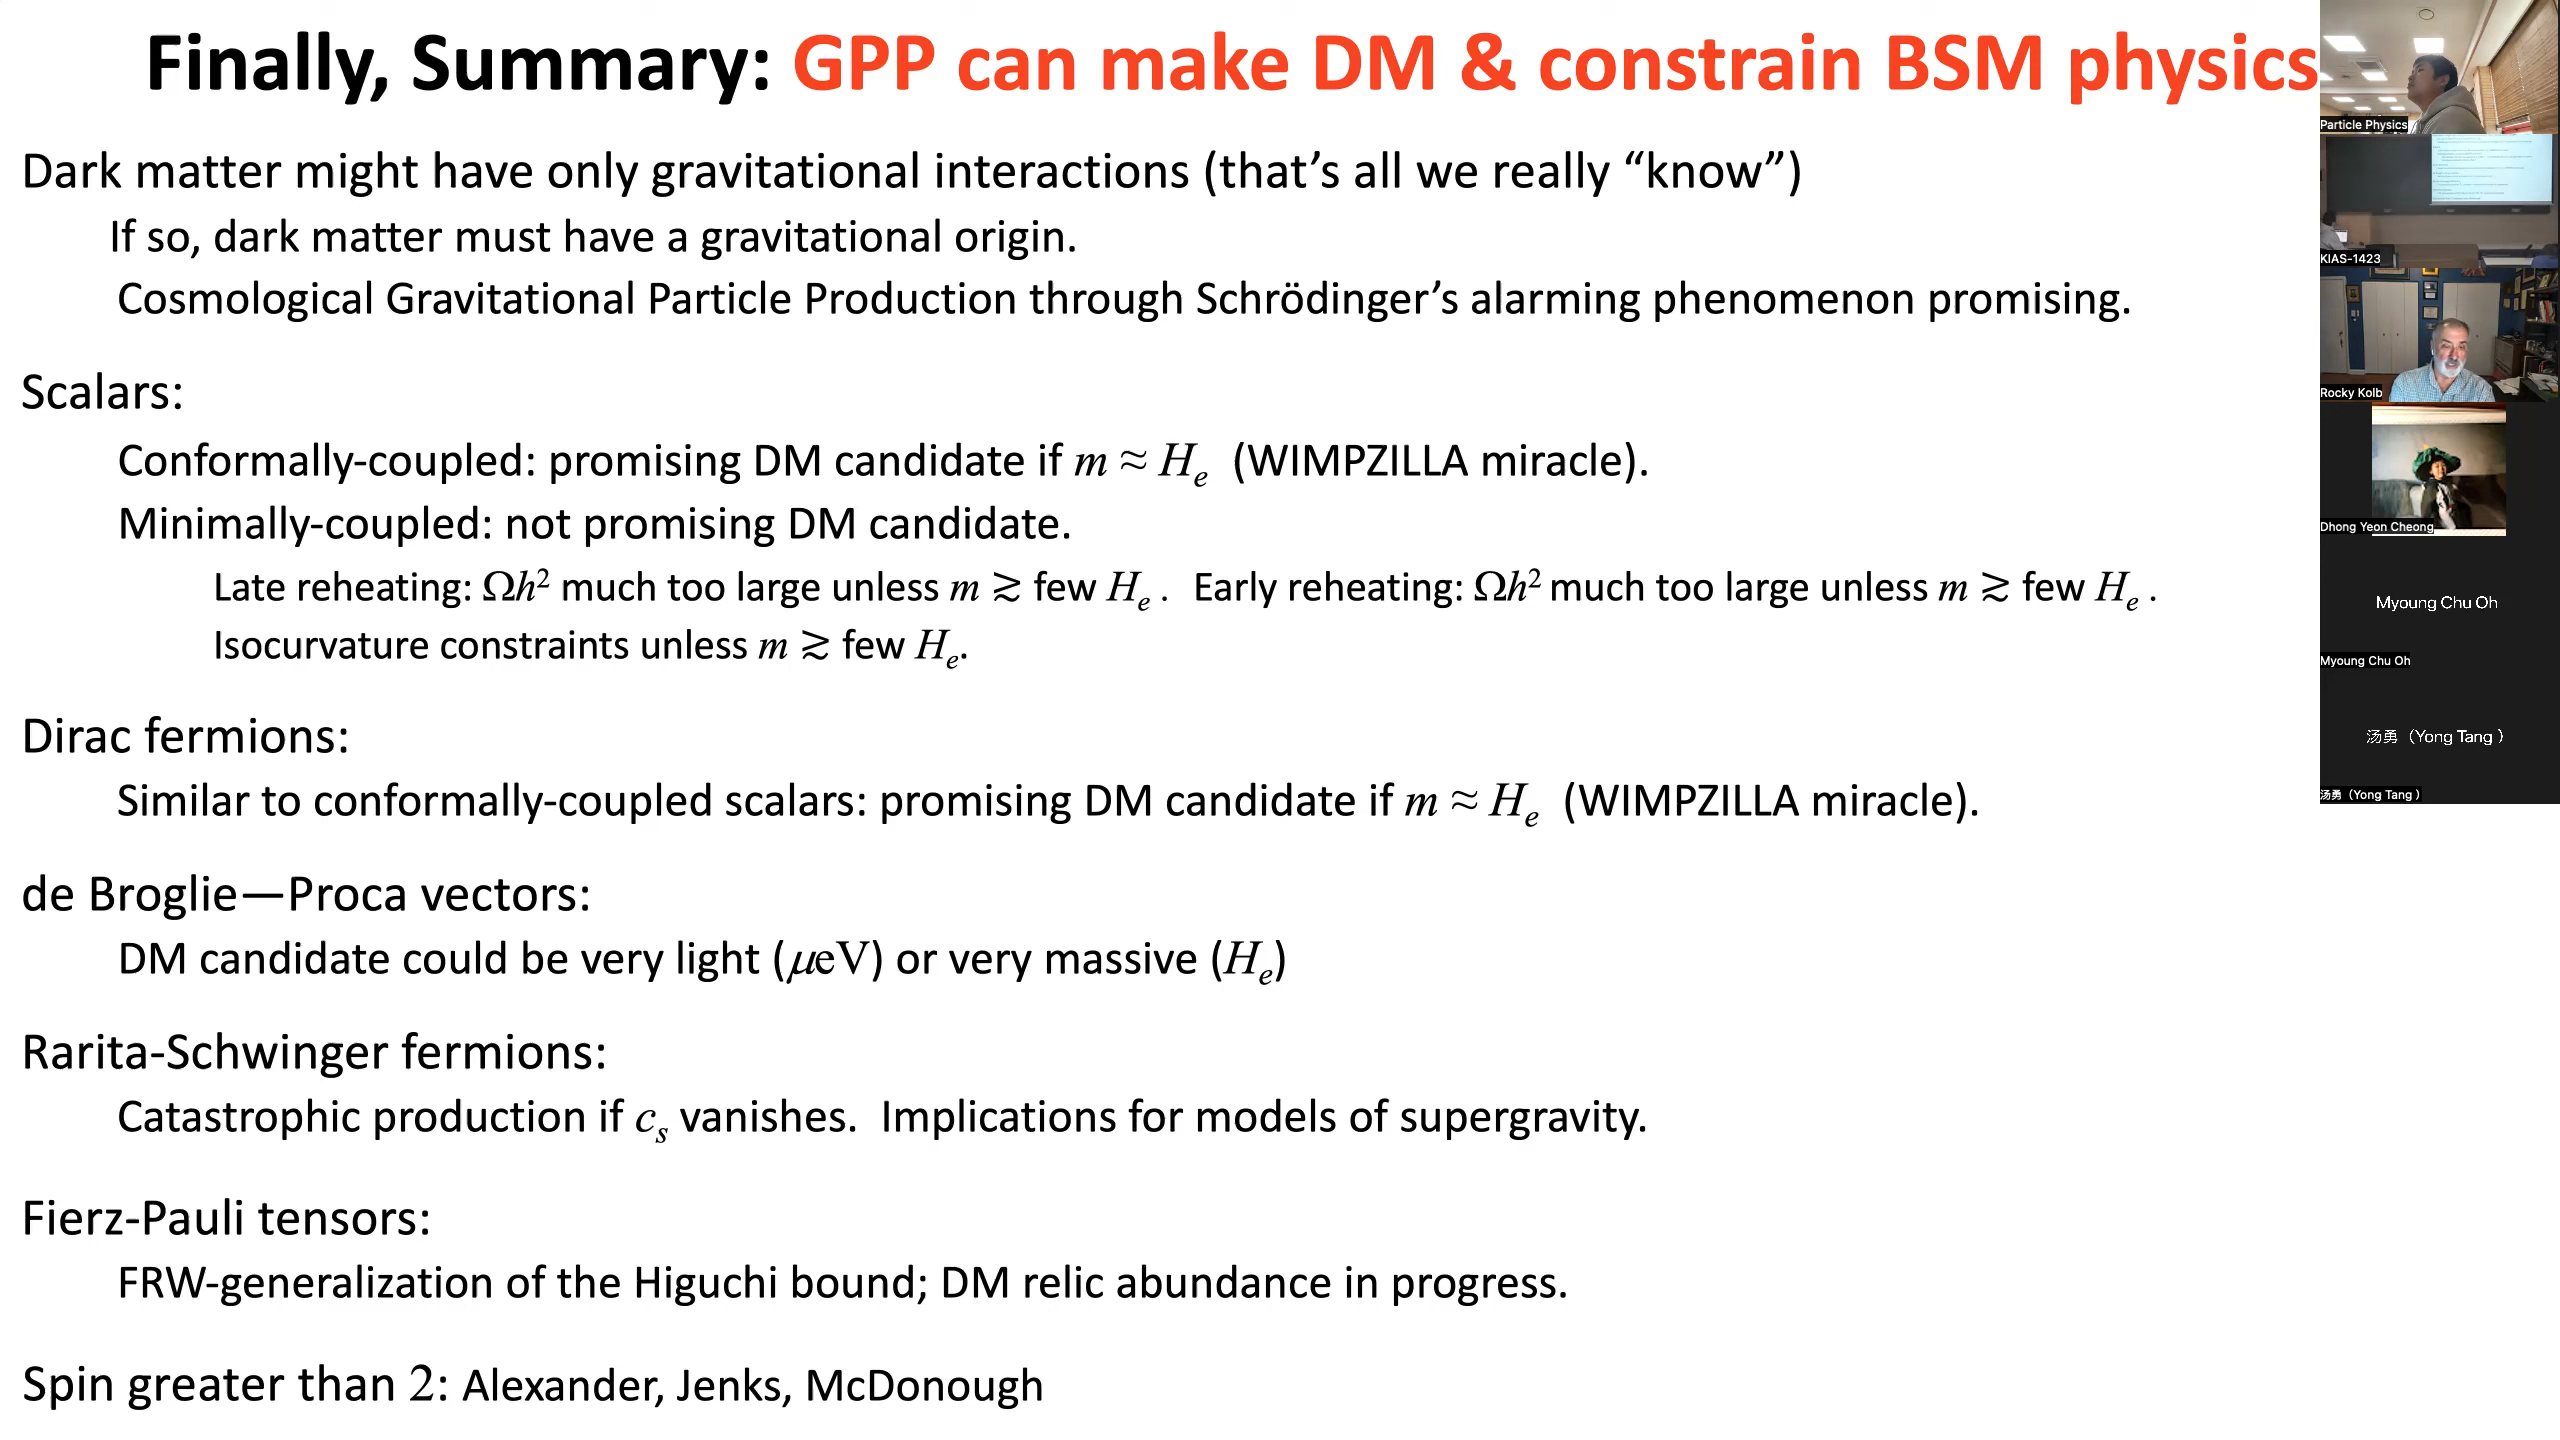 Finally, Summary: GPP can make DM & constrain BSM physics
Dark matter might have only gravitational interactions (that’s all we really “know”)
If so, dark matter must have a gravitational origin.
Cosmological Gravitational Particle Production through Schrödinger’s alarming phenomenon promising.
Scalars:
Conformally-coupled: promising DM candidate if m ≈ Hₑ (WIMPZILLA miracle).
Minimally-coupled: not promising DM candidate.
Late reheating: Ωh² much too large unless m ≳ few Hₑ . Early reheating: Ωh² much too large unless m ≳ few Hₑ .
Isocurvature constraints unless m ≳ few Hₑ.
Dirac fermions:
Similar to conformally-coupled scalars: promising DM candidate if m ≈ Hₑ (WIMPZILLA miracle).
de Broglie—Proca vectors:
DM candidate could be very light (μeV) or very massive (Hₑ)
Rarita-Schwinger fermions:
Catastrophic production if cₛ vanishes. Implications for models of supergravity.
Fierz-Pauli tensors:
FRW-generalization of the Higuchi bound; DM relic abundance in progress.
Spin greater than 2: Alexander, Jenks, McDonough
Particle Physics
KIAS-1423
Rocky Kolb
Dhong Yeon Cheong
Myoung Chu Oh
Myoung Chu Oh
汤勇（Yong Tang ）
汤勇（Yong Tang ）